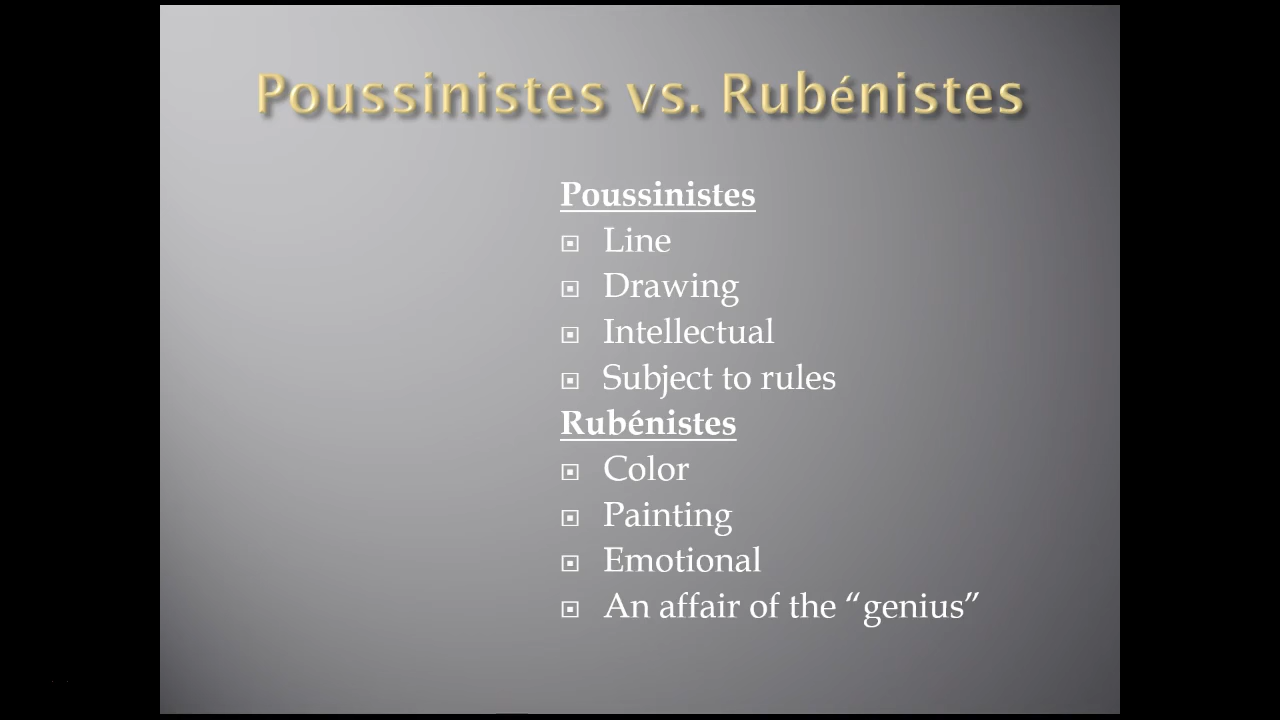 Poussinistes vs. Rubénistes
Poussinistes
Line
Drawing
Intellectual
Subject to rules
Rubénistes
Color
Painting
Emotional
An affair of the “genius”